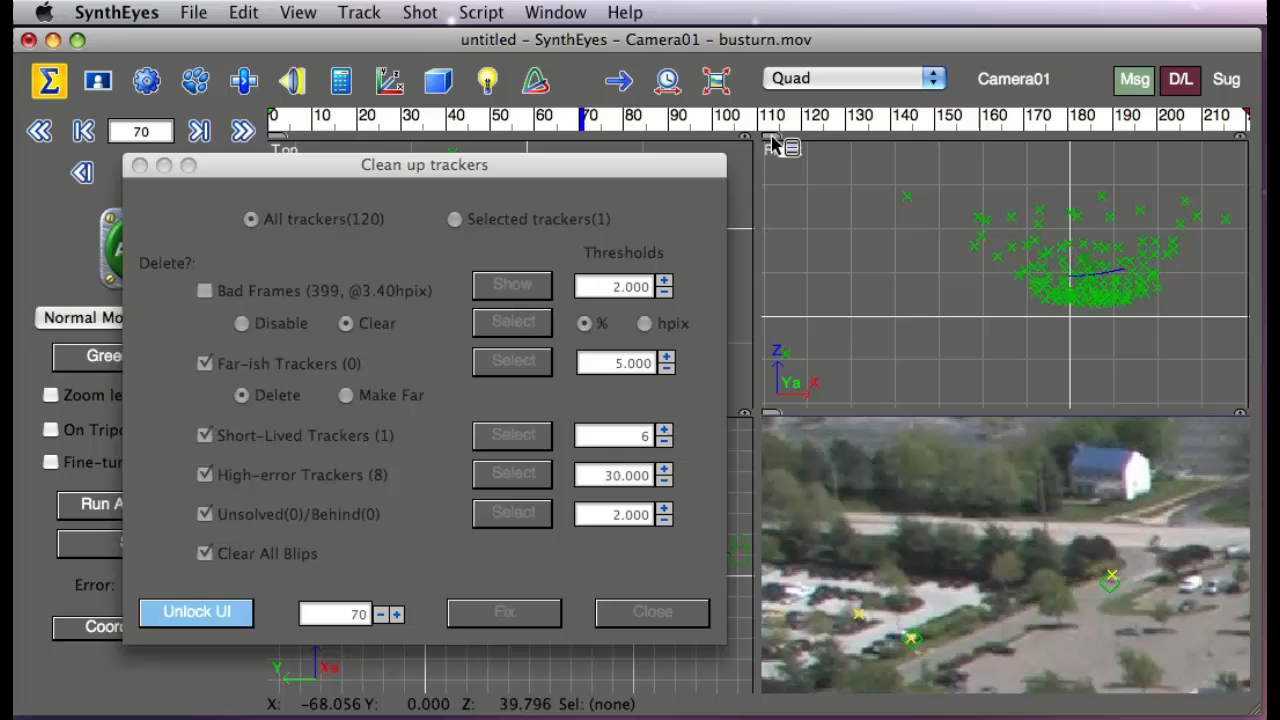 SynthEyes File Edit View Track Shot Script Window Help
untitled - SynthEyes - Camera01 - busturn.mov
Quad Camera01 Msg D/L Sug
70 0 10 20 30 40 50 60 70 80 90 100 110 120 130 140 150 160 170 180 190 200 210
Clean up trackers
All trackers(120) Selected trackers(1)
Thresholds
Delete?:
Bad Frames (399, @3.40hpix) Show 2.000
Disable Clear Select % hpix
Far-ish Trackers (0) Select 5.000
Delete Make Far
Short-Lived Trackers (1) Select 6
High-error Trackers (8) Select 30.000
Unsolved(0)/Behind(0) Select 2.000
Clear All Blips
Unlock UI 70 Fix Close
Normal Mo
Gree
Zoom le
On Trip
Fine-tu
Run A
Error:
Coor
Z
Ya X
Y Xa
X: -68.056 Y: 0.000 Z: 39.796 Sel: (none)